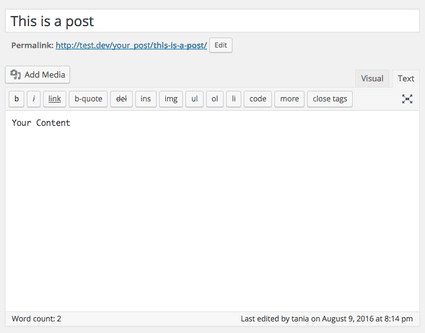 This is a post
Permalink: http://test.dev/your_post/this-is-a-post/ Edit
Add Media
Visual Text
b i link b-quote del ins img ul ol li code more close tags
Your Content
Word count: 2 Last edited by tania on August 9, 2016 at 8:14 pm